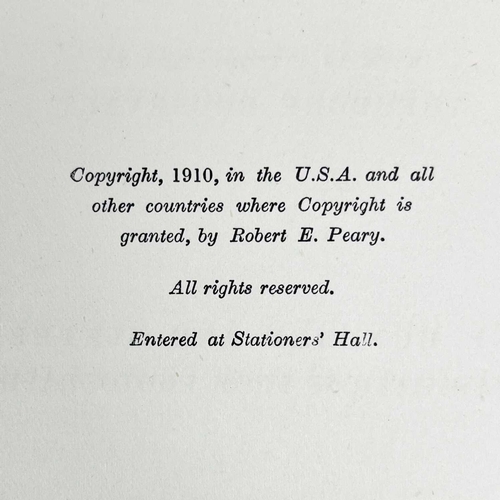 Copyright, 1910, in the U.S.A. and all
other countries where Copyright is
granted, by Robert E. Peary.
All rights reserved.
Entered at Stationers' Hall.